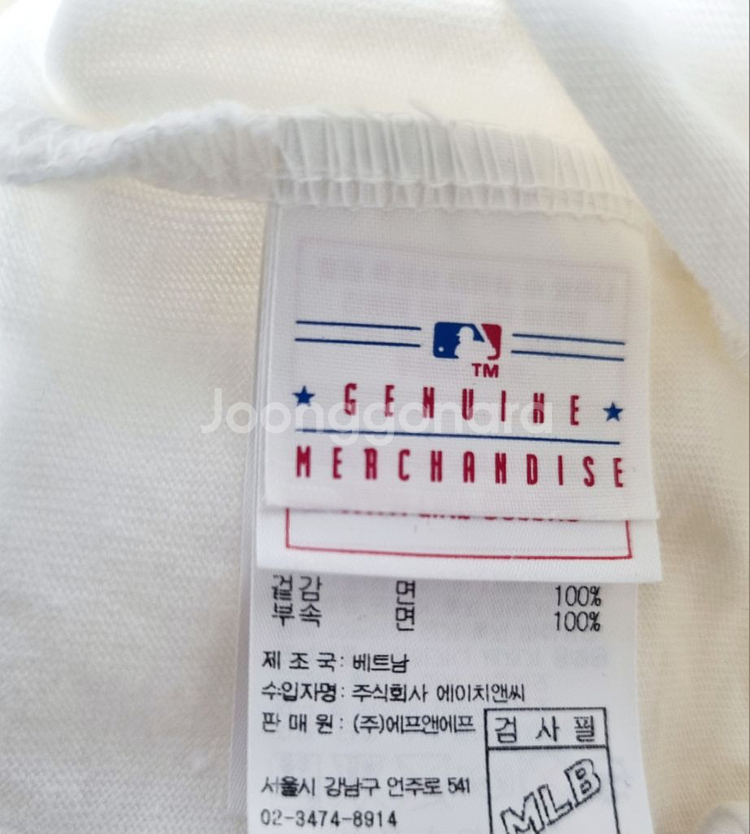 TM
GENUINE
Joonggonara
MERCHANDISE
겉감 면 100%
부속 면 100%
제 조 국 : 베트남
수입자명 : 주식회사 에이치앤씨
판 매 원 : (주)에프앤에프
검 사 필
MLB
서울시 강남구 언주로 541
02-3474-8914